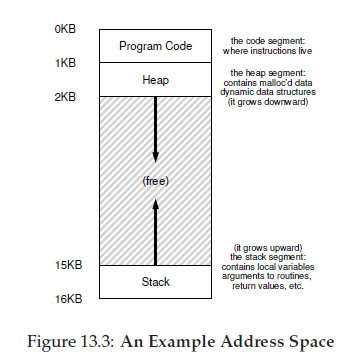 0KB
Program Code
the code segment:
where instructions live
1KB
Heap
the heap segment:
contains malloc'd data
dynamic data structures
(it grows downward)
2KB
(free)
(it grows upward)
the stack segment:
contains local variables
arguments to routines,
return values, etc.
15KB
Stack
16KB
Figure 13.3: An Example Address Space